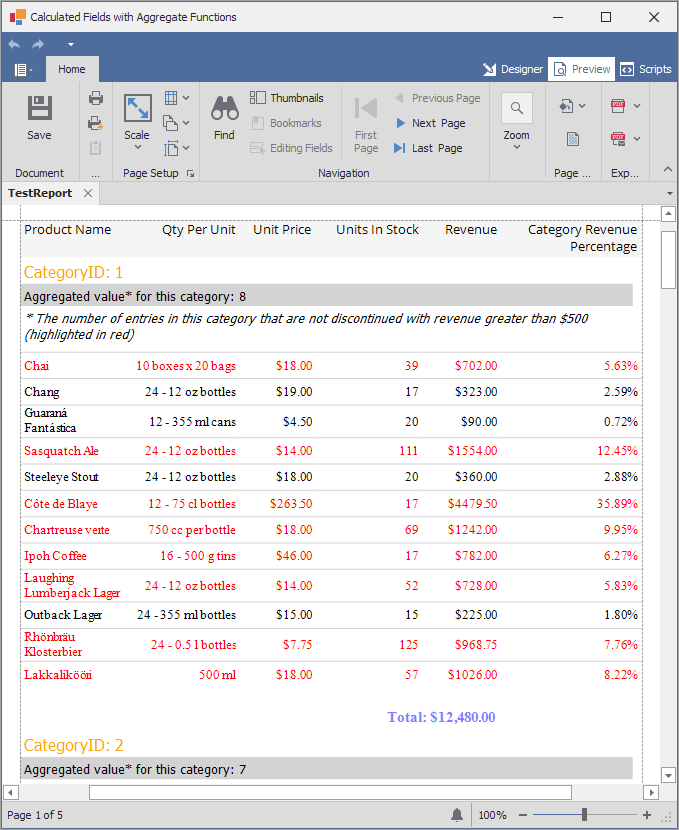 Calculated Fields with Aggregate Functions
Home
Designer
Preview
Scripts
Save
Scale
Find
Thumbnails
Bookmarks
Editing Fields
First
Page
Previous Page
Next Page
Last Page
Zoom
PDF
PDF
Document
...
Page Setup
Navigation
Page ...
Exp...
TestReport
Product Name Qty Per Unit Unit Price Units In Stock Revenue Category Revenue
Percentage
CategoryID: 1
Aggregated value* for this category: 8
* The number of entries in this category that are not discontinued with revenue greater than $500
(highlighted in red)
Chai 10 boxes x 20 bags $18.00 39 $702.00 5.63%
Chang 24 - 12 oz bottles $19.00 17 $323.00 2.59%
Guaraná
Fantástica 12 - 355 ml cans $4.50 20 $90.00 0.72%
Sasquatch Ale 24 - 12 oz bottles $14.00 111 $1554.00 12.45%
Steeleye Stout 24 - 12 oz bottles $18.00 20 $360.00 2.88%
Côte de Blaye 12 - 75 cl bottles $263.50 17 $4479.50 35.89%
Chartreuse verte 750 cc per bottle $18.00 69 $1242.00 9.95%
Ipoh Coffee 16 - 500 g tins $46.00 17 $782.00 6.27%
Laughing
Lumberjack Lager 24 - 12 oz bottles $14.00 52 $728.00 5.83%
Outback Lager 24 - 355 ml bottles $15.00 15 $225.00 1.80%
Rhönbräu
Klosterbier 24 - 0.5 l bottles $7.75 125 $968.75 7.76%
Lakkalikööri 500 ml $18.00 57 $1026.00 8.22%
Total: $12,480.00
CategoryID: 2
Aggregated value* for this category: 7
Page 1 of 5
100%